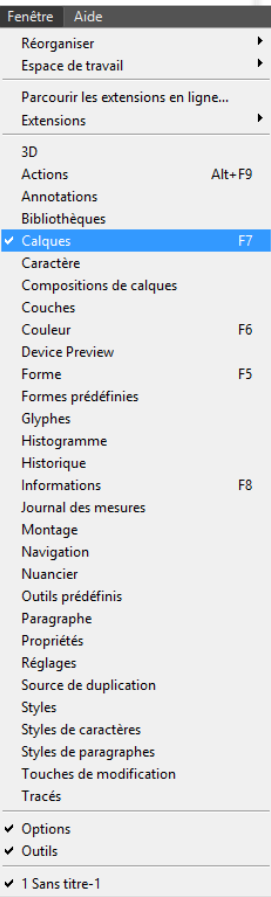 Fenêtre Aide
Réorganiser
Espace de travail
Parcourir les extensions en ligne...
Extensions
3D
Actions Alt+F9
Annotations
Bibliothèques
Calques F7
Caractère
Compositions de calques
Couches
Couleur F6
Device Preview
Forme F5
Formes prédéfinies
Glyphes
Histogramme
Historique
Informations F8
Journal des mesures
Montage
Navigation
Nuancier
Outils prédéfinis
Paragraphe
Propriétés
Réglages
Source de duplication
Styles
Styles de caractères
Styles de paragraphes
Touches de modification
Tracés
Options
Outils
1 Sans titre-1